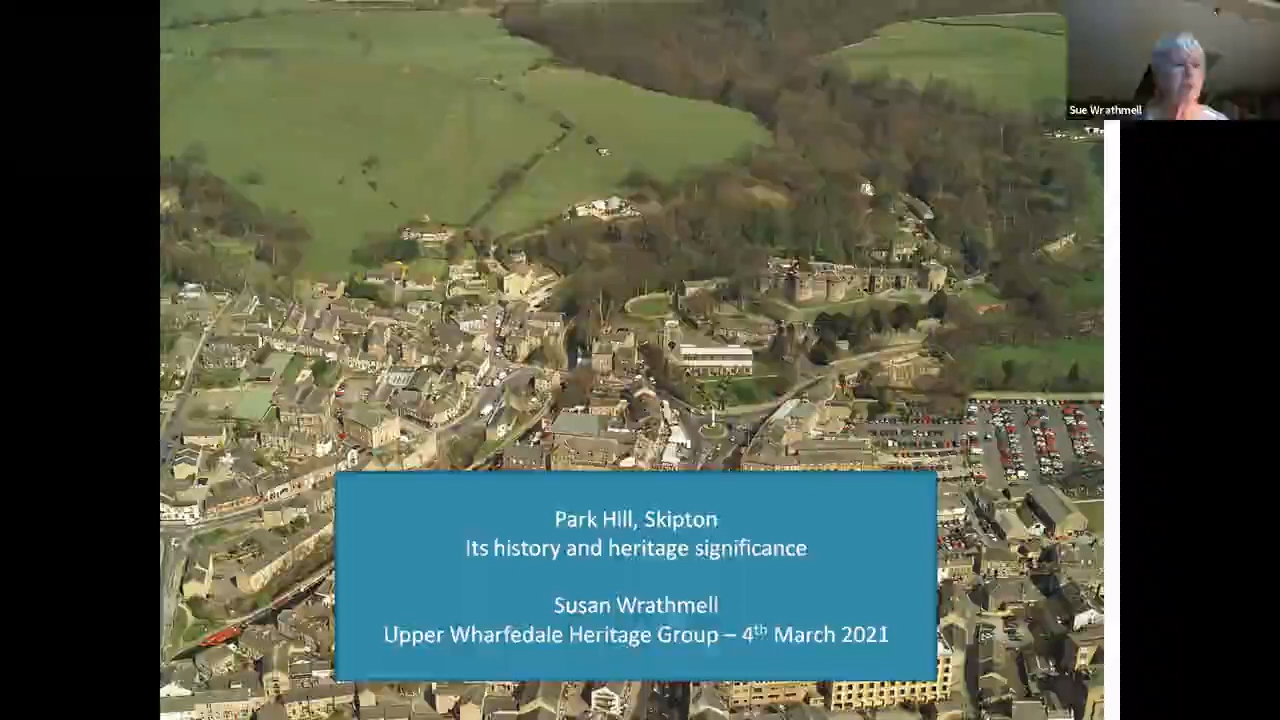 Sue Wrathmell
Park Hill, Skipton
Its history and heritage significance
Susan Wrathmell
Upper Wharfedale Heritage Group – 4th March 2021